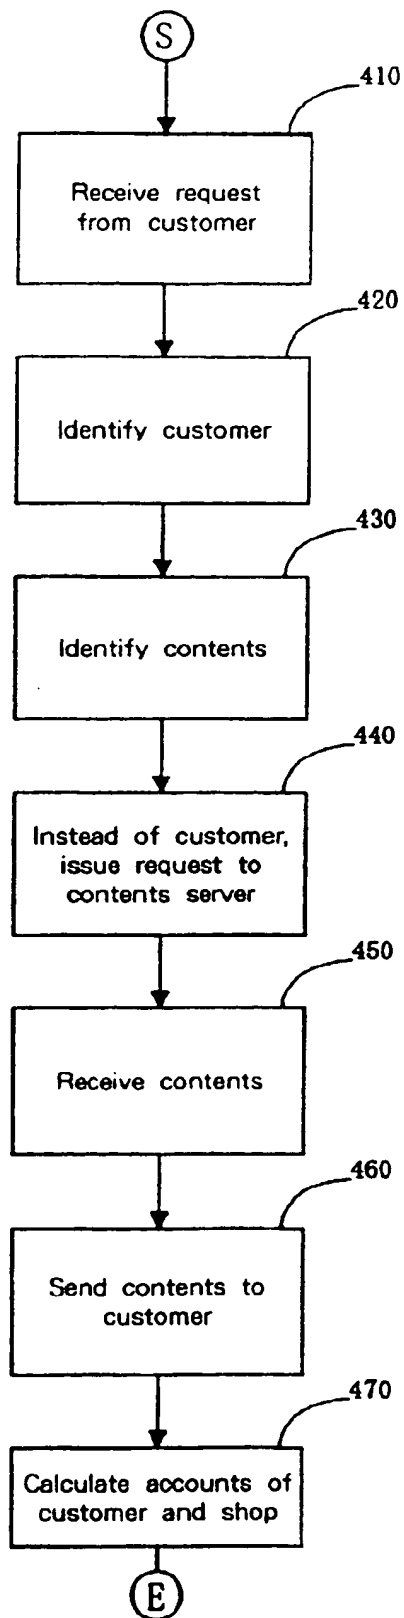 S
410
Receive request
from customer
420
Identify customer
430
Identify contents
440
Instead of customer,
issue request to
contents server
450
Receive contents
460
Send contents to
customer
470
Calculate accounts of
customer and shop
E